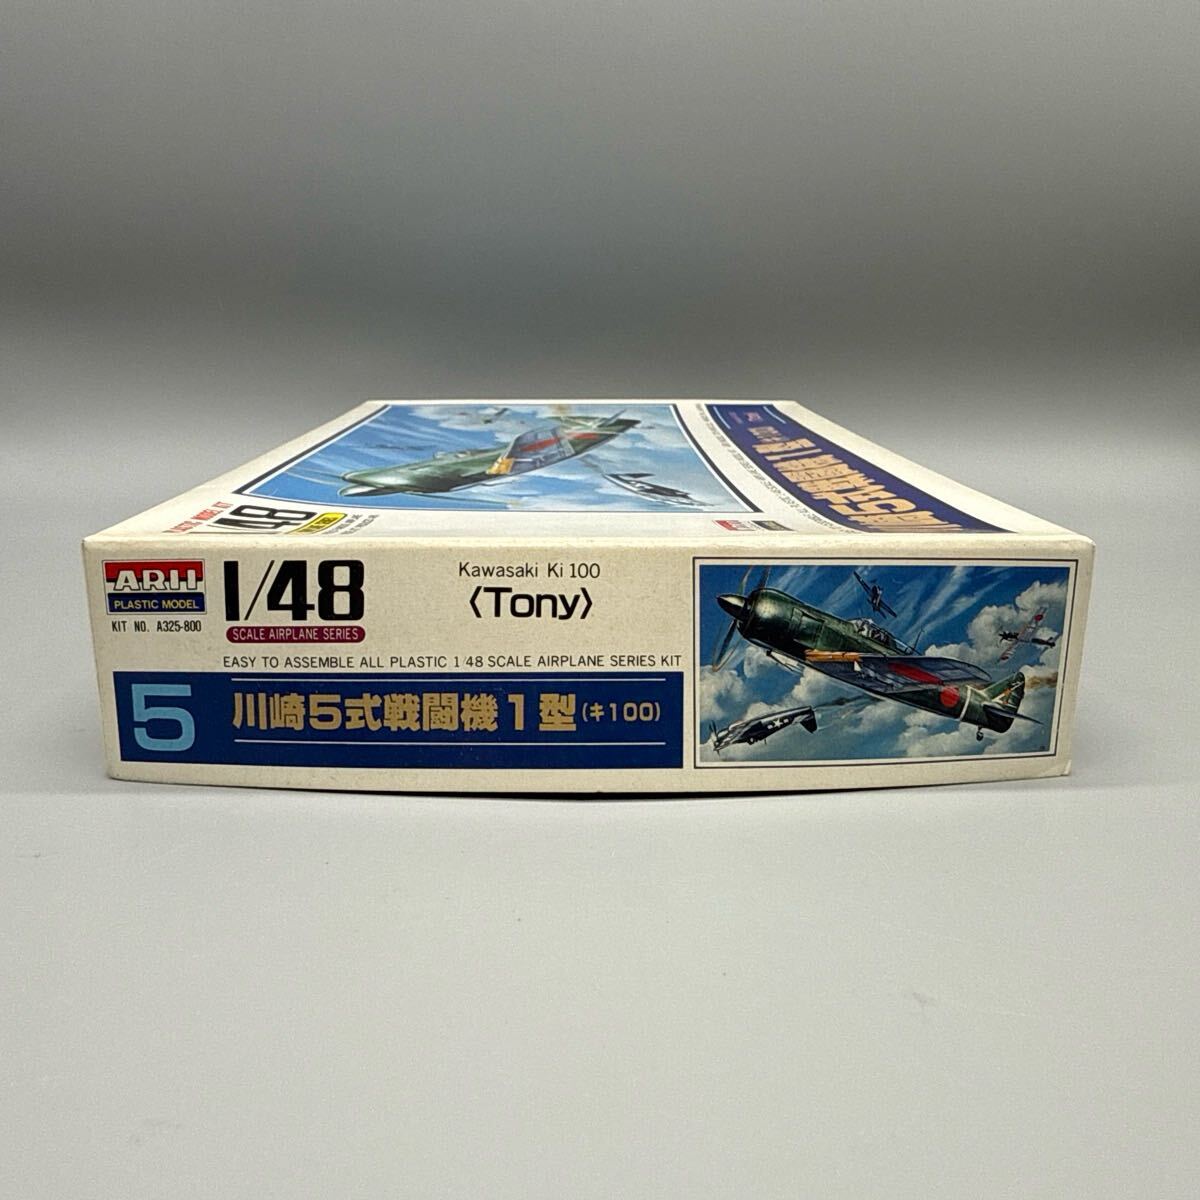 ARII
PLASTIC MODEL
KIT NO. A325-800
1/48
SCALE AIRPLANE SERIES
Kawasaki Ki 100
〈Tony〉
EASY TO ASSEMBLE ALL PLASTIC 1/48 SCALE AIRPLANE SERIES KIT
5
川崎5式戦闘機1型(キ100)